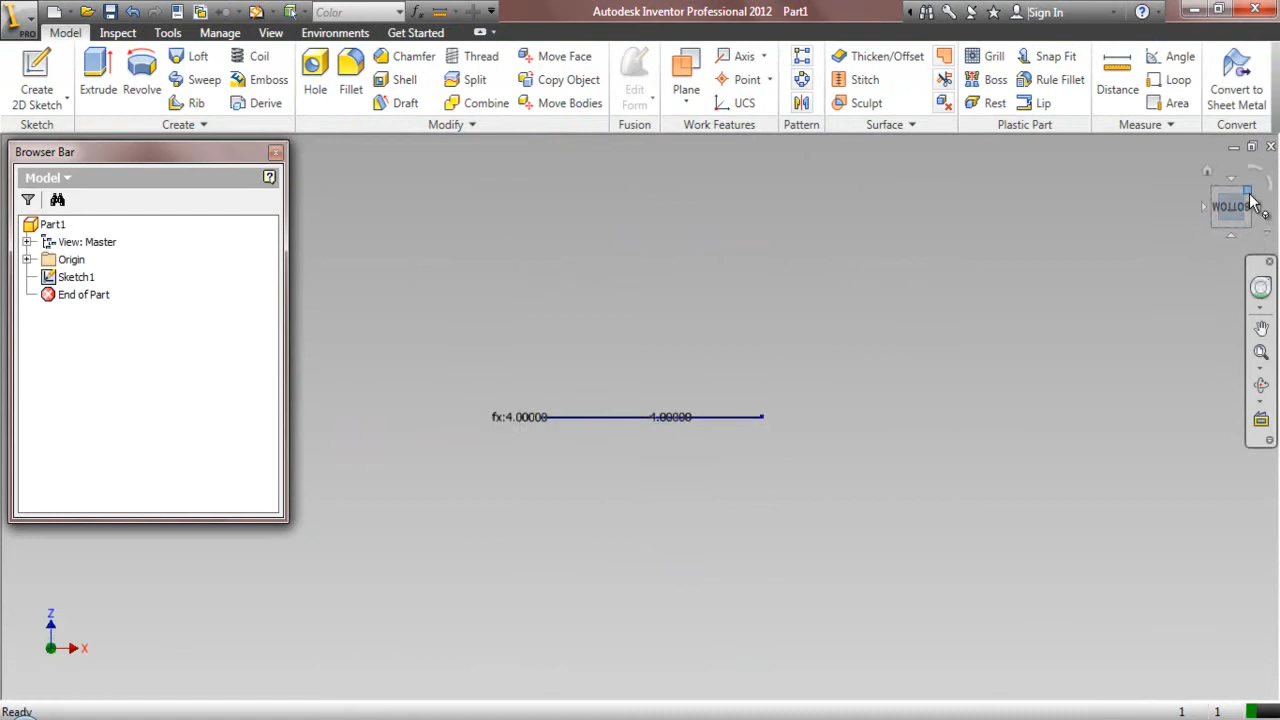 PRO
Color
Autodesk Inventor Professional 2012 Part1
Sign In
Model Inspect Tools Manage View Environments Get Started
Create 2D Sketch
Sketch
Extrude Revolve
Loft Coil
Sweep Emboss
Rib Derive
Create
Hole Fillet
Chamfer Thread Move Face
Shell Split Copy Object
Draft Combine Move Bodies
Modify
Edit Form
Fusion
Plane
Axis
Point
UCS
Work Features
Pattern
Thicken/Offset
Stitch
Sculpt
Surface
Grill Snap Fit
Boss Rule Fillet
Rest Lip
Plastic Part
Distance
Angle
Loop
Area
Measure
Convert to Sheet Metal
Convert
Browser Bar
Model
Part1
View: Master
Origin
Sketch1
End of Part
BOTTOM
fx:4.00000
Z
X
Ready
1 1